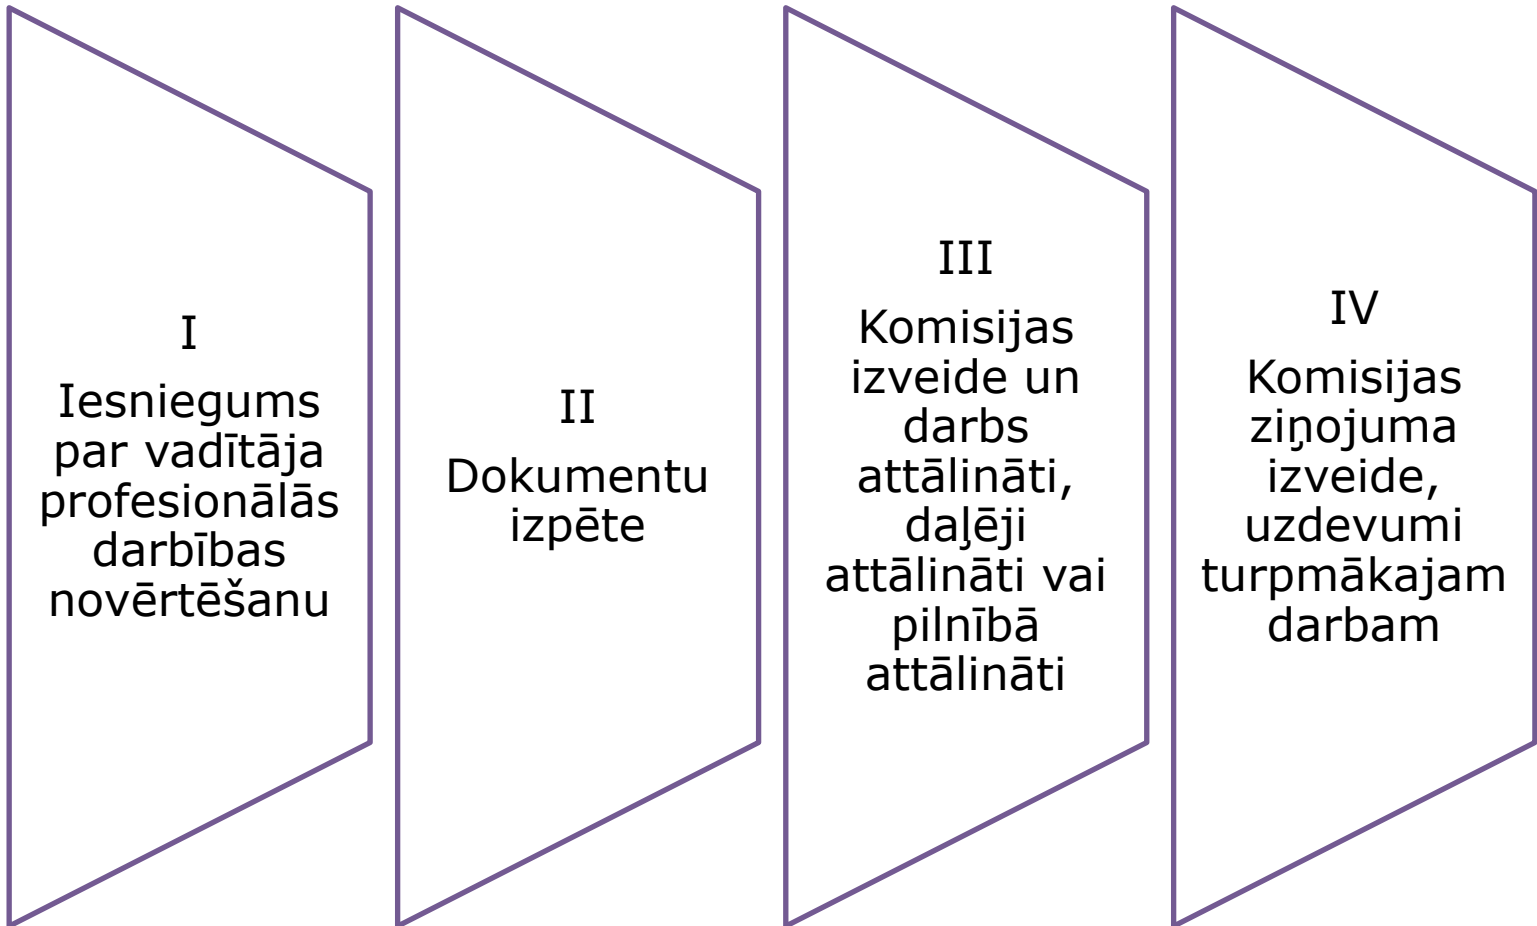 I
Iesniegums
par vadītāja
profesionālās
darbības
novērtēšanu
II
Dokumentu
izpēte
III
Komisijas
izveide un
darbs
attālināti,
daļēji
attālināti vai
pilnībā
attālināti
IV
Komisijas
ziņojuma
izveide,
uzdevumi
turpmākajam
darbam